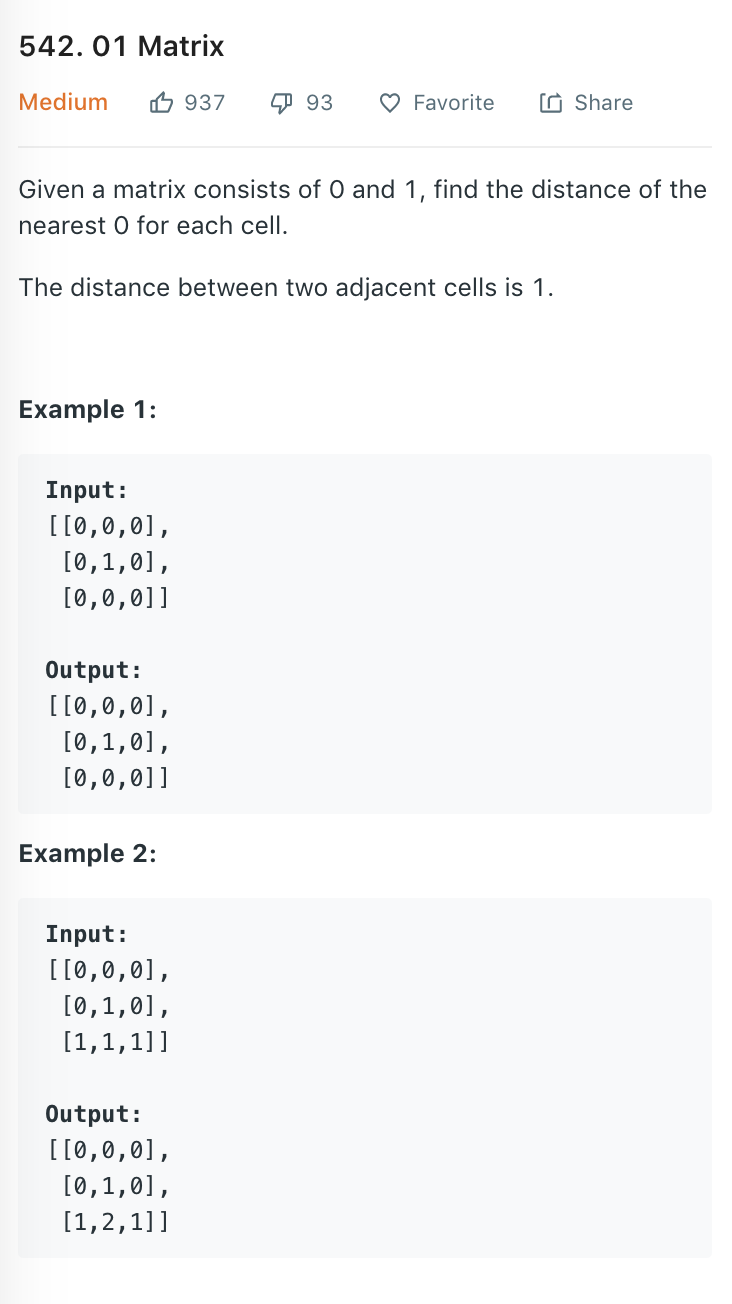 542. 01 Matrix
Medium 937 93 Favorite Share
Given a matrix consists of 0 and 1, find the distance of the
nearest 0 for each cell.
The distance between two adjacent cells is 1.
Example 1:
Input:
[[0,0,0],
 [0,1,0],
 [0,0,0]]
Output:
[[0,0,0],
 [0,1,0],
 [0,0,0]]
Example 2:
Input:
[[0,0,0],
 [0,1,0],
 [1,1,1]]
Output:
[[0,0,0],
 [0,1,0],
 [1,2,1]]